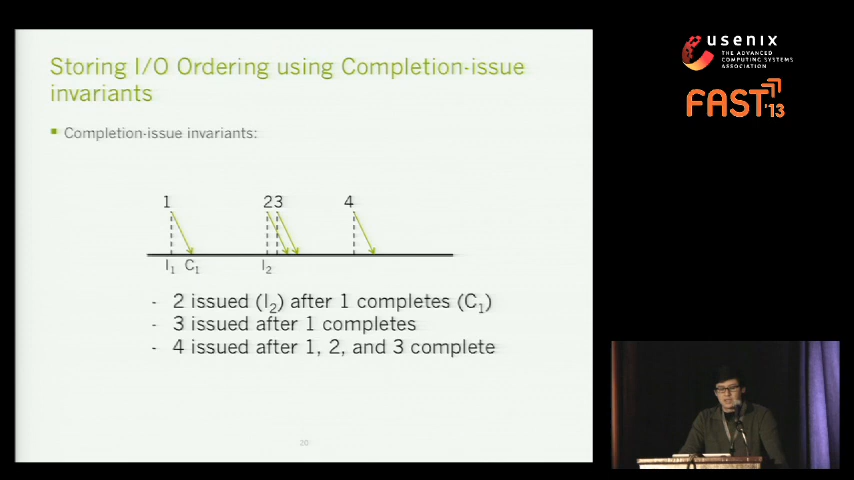 Storing I/O Ordering using Completion-issue
invariants
Completion-issue invariants:
1 23 4
I₁ C₁ I₂
- 2 issued (I₂) after 1 completes (C₁)
- 3 issued after 1 completes
- 4 issued after 1, 2, and 3 complete
20
usenix
THE ADVANCED
COMPUTING SYSTEMS
ASSOCIATION
FAST '13